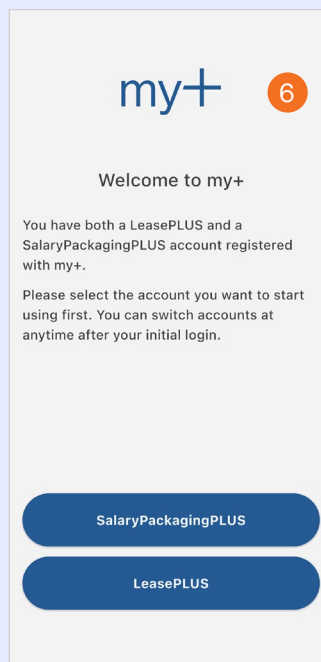 my+
6
Welcome to my+
You have both a LeasePLUS and a
SalaryPackagingPLUS account registered
with my+.
Please select the account you want to start
using first. You can switch accounts at
anytime after your initial login.
SalaryPackagingPLUS
LeasePLUS